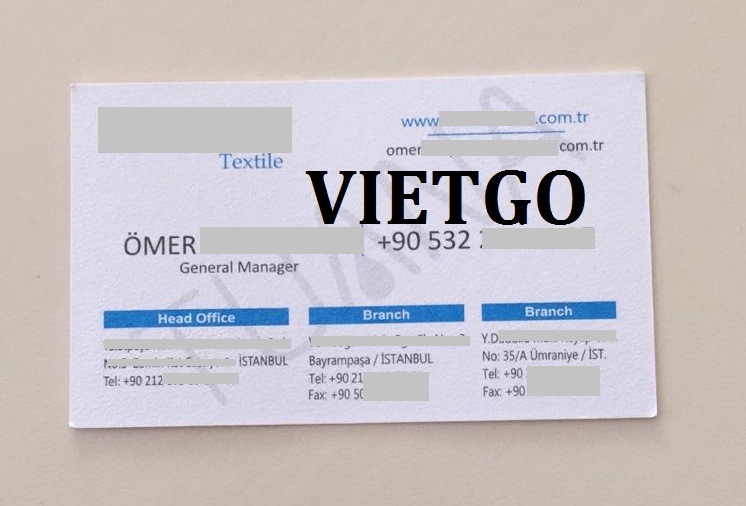 www .com.tr
Textile
omer com.tr
VIETGO
ÖMER +90 532
General Manager
Head Office
İSTANBUL
Tel: +90 212
Branch
Bayrampaşa / İSTANBUL
Tel: +90 21
Fax: +90 50
Branch
No: 35/A Ümraniye / İST.
Tel: +90
Fax: +90